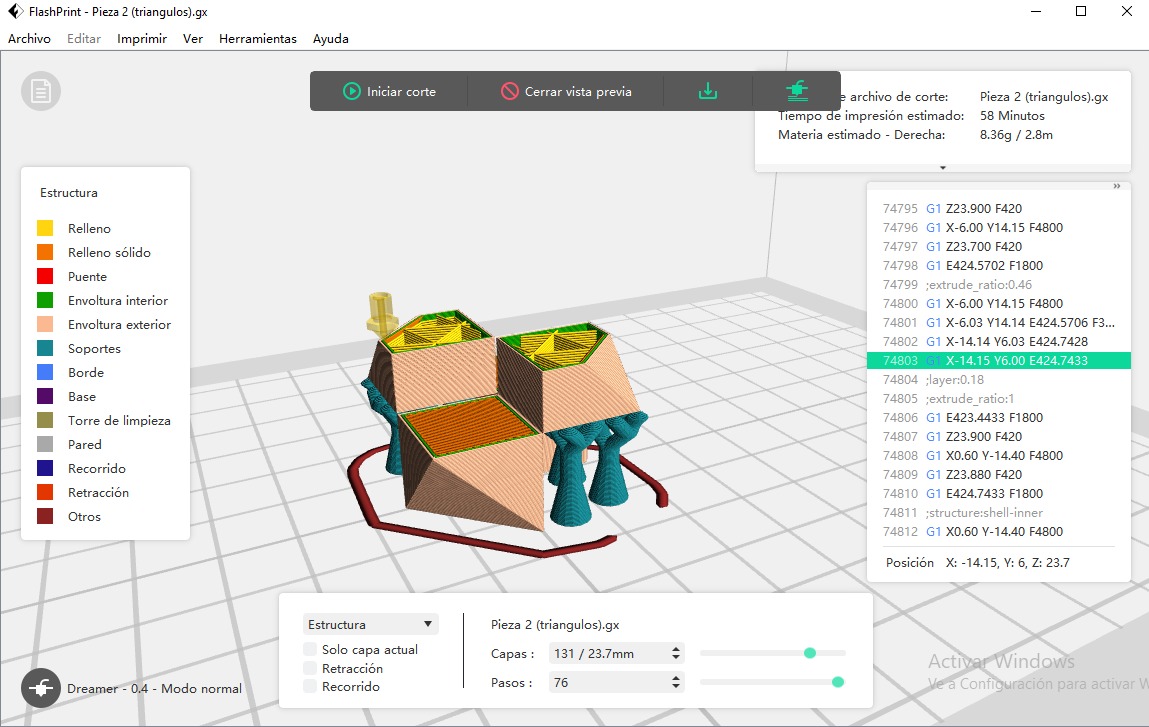 FlashPrint - Pieza 2 (triangulos).gx
Archivo Editar Imprimir Ver Herramientas Ayuda
Iniciar corte Cerrar vista previa
e archivo de corte: Pieza 2 (triangulos).gx
Tiempo de impresión estimado: 58 Minutos
Materia estimado - Derecha: 8.36g / 2.8m
Estructura
Relleno
Relleno sólido
Puente
Envoltura interior
Envoltura exterior
Soportes
Borde
Base
Torre de limpieza
Pared
Recorrido
Retracción
Otros
»
74795 G1 Z23.900 F420
74796 G1 X-6.00 Y14.15 F4800
74797 G1 Z23.700 F420
74798 G1 E424.5702 F1800
74799 ;extrude_ratio:0.46
74800 G1 X-6.00 Y14.15 F4800
74801 G1 X-6.03 Y14.14 E424.5706 F3...
74802 G1 X-14.14 Y6.03 E424.7428
74803 G1 X-14.15 Y6.00 E424.7433
74804 ;layer:0.18
74805 ;extrude_ratio:1
74806 G1 E423.4433 F1800
74807 G1 Z23.900 F420
74808 G1 X0.60 Y-14.40 F4800
74809 G1 Z23.880 F420
74810 G1 E424.7433 F1800
74811 ;structure:shell-inner
74812 G1 X0.60 Y-14.40 F4800
Posición X: -14.15, Y: 6, Z: 23.7
Estructura
Solo capa actual
Retracción
Recorrido
Pieza 2 (triangulos).gx
Capas : 131 / 23.7mm
Pasos : 76
Dreamer - 0.4 - Modo normal
Activar Windows
Ve a Configuración para activar W